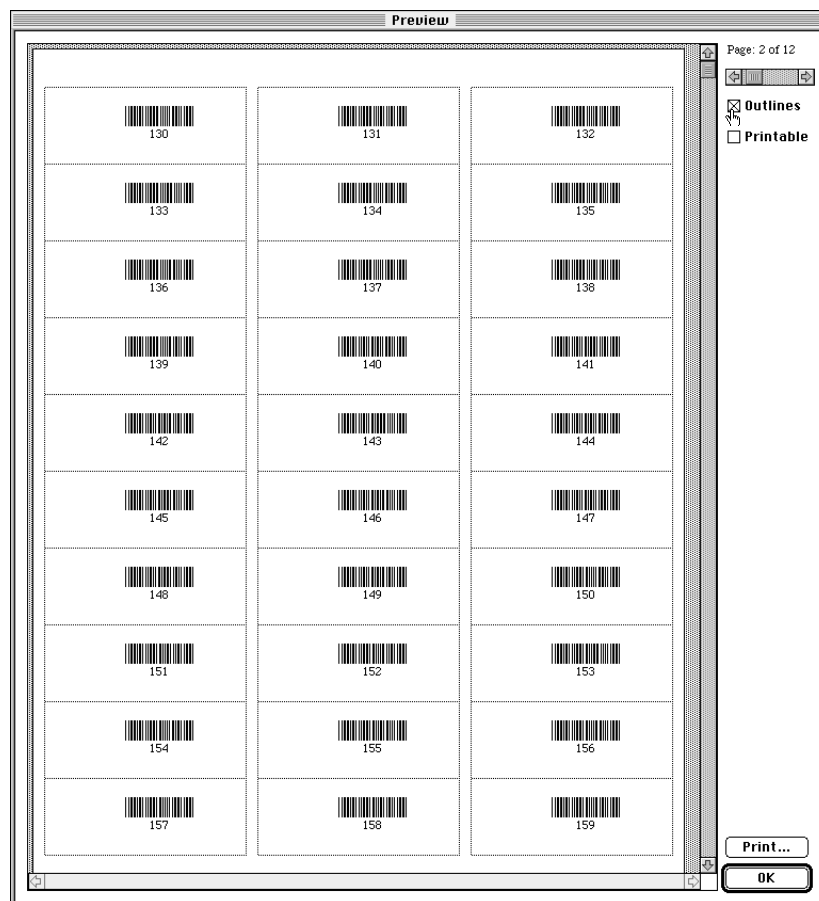 Preview
Page: 2 of 12
Outlines
Printable
130 131 132
133 134 135
136 137 138
139 140 141
142 143 144
145 146 147
148 149 150
151 152 153
154 155 156
157 158 159
Print...
OK